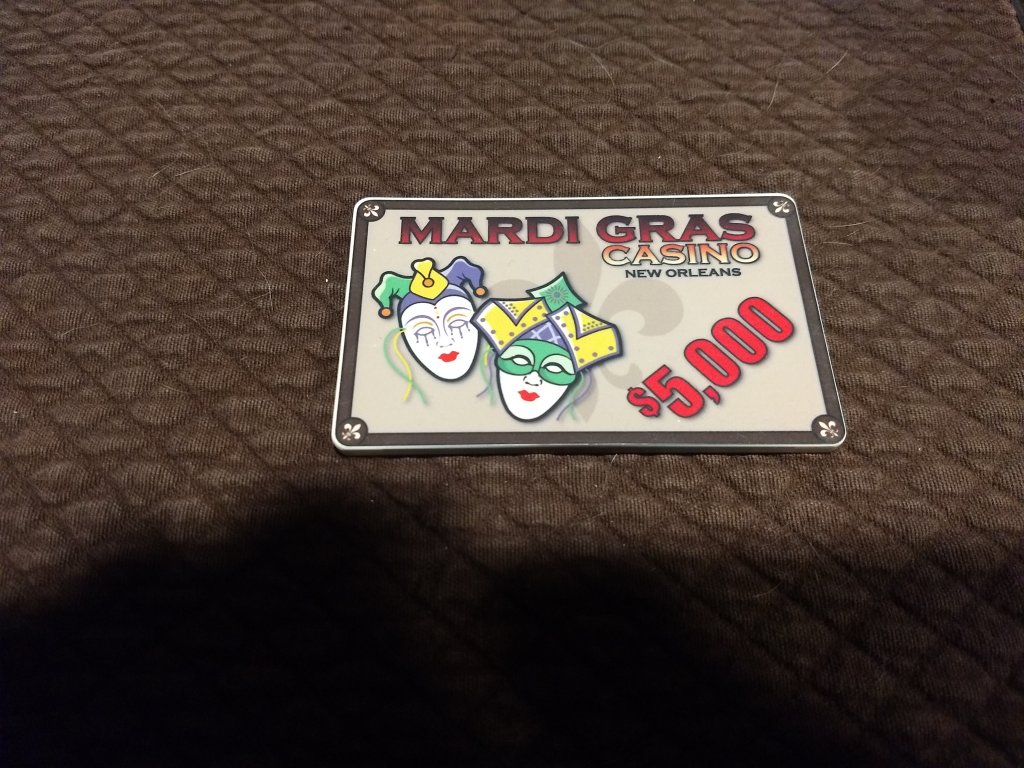 MARDI GRAS
CASINO
NEW ORLEANS
$5,000